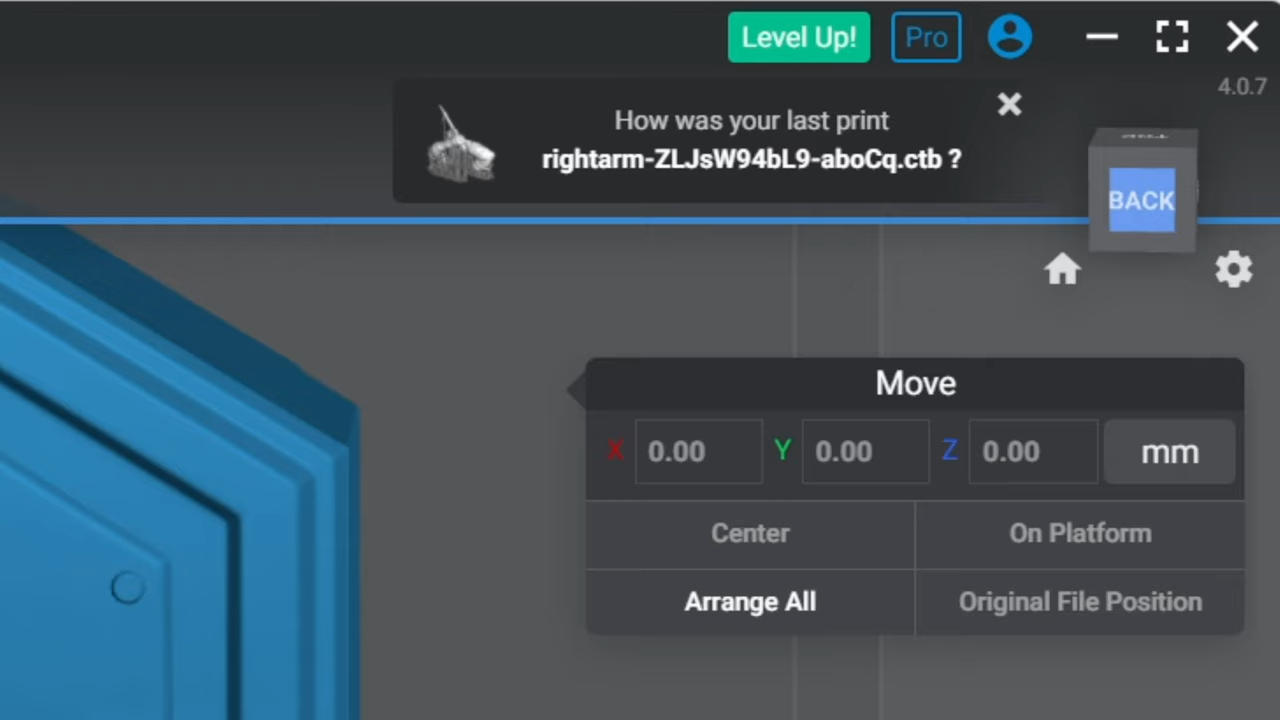 Level Up!
Pro
4.0.7
How was your last print
rightarm-ZLJsW94bL9-aboCq.ctb ?
BACK
Move
X 0.00 Y 0.00 Z 0.00 mm
Center On Platform
Arrange All Original File Position